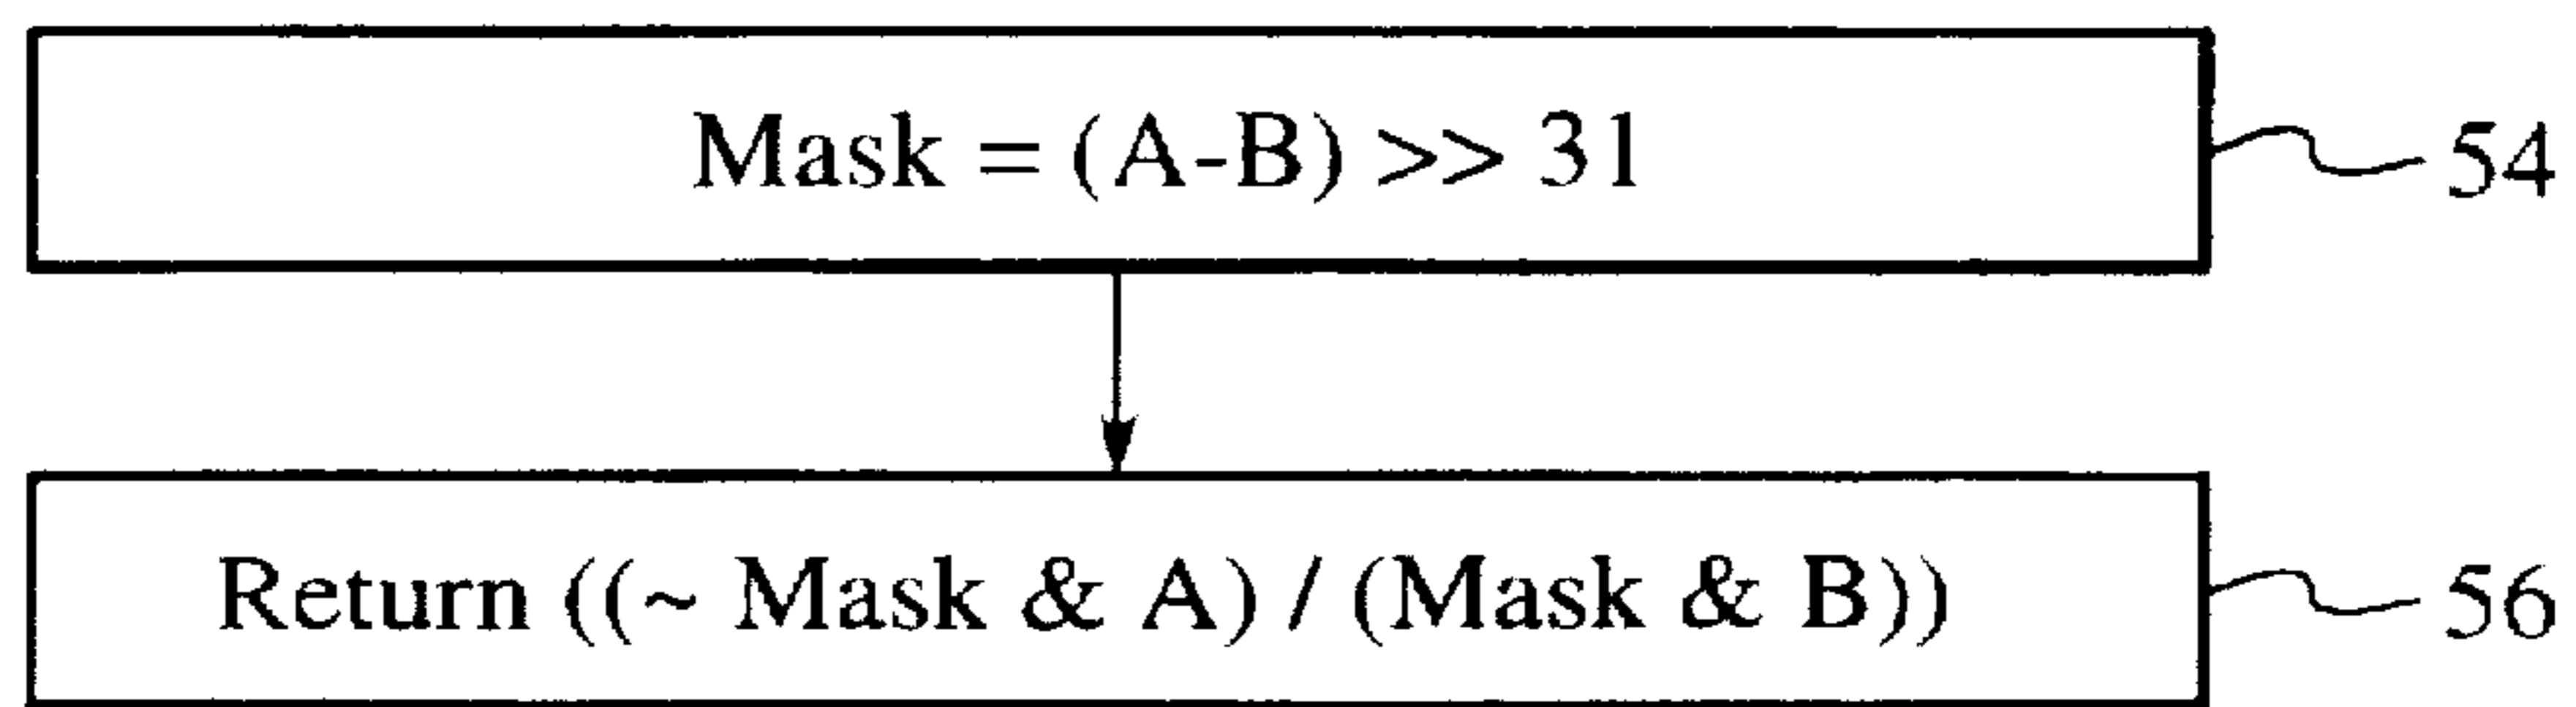 Mask = (A-B) >> 31
54
Return ((~ Mask & A) / (Mask & B))
56